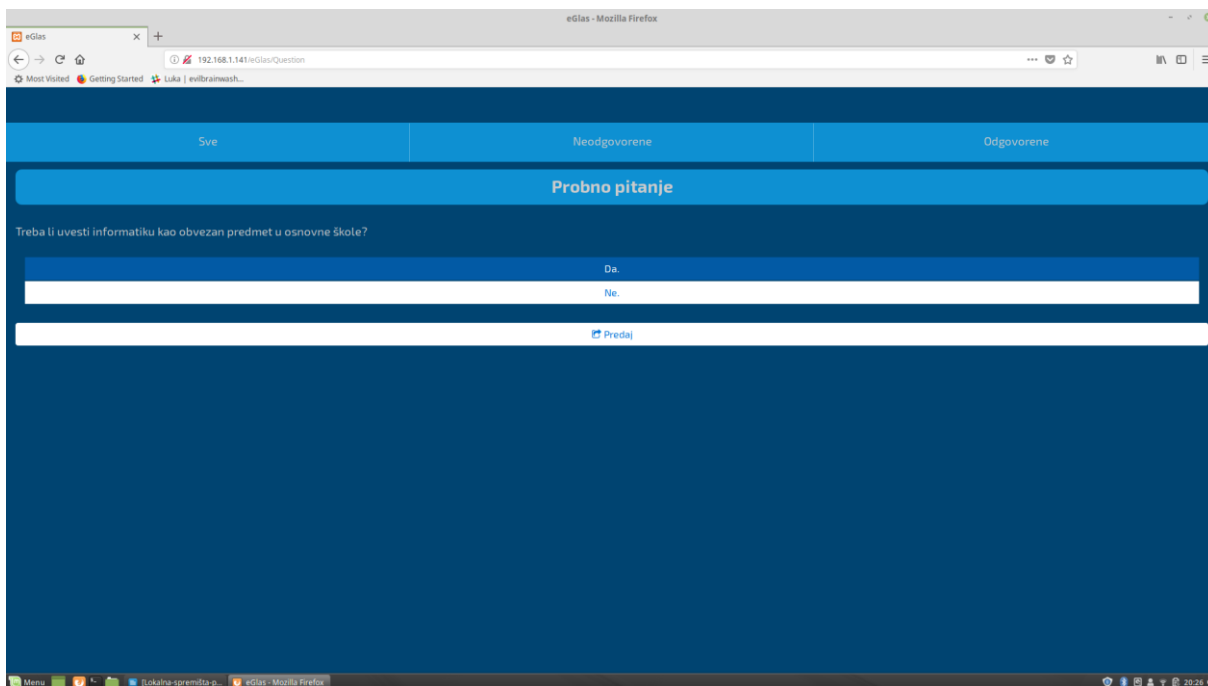 eGlas - Mozilla Firefox
eGlas
192.168.1.141/eGlas/Question
Most Visited Getting Started Luka | evilbrainwash...
Sve Neodgovorene Odgovorene
Probno pitanje
Treba li uvesti informatiku kao obvezan predmet u osnovne škole?
Da.
Ne.
Predaj
Menu [Lokalna-spremišta-p... eGlas - Mozilla Firefox 20:26